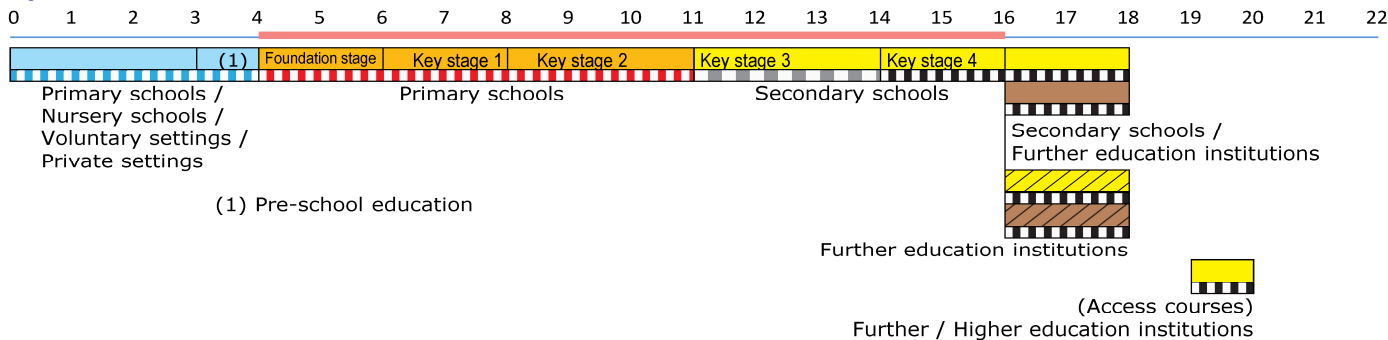 0 1 2 3 4 5 6 7 8 9 10 11 12 13 14 15 16 17 18 19 20 21 22
(1) Foundation stage Key stage 1 Key stage 2 Key stage 3 Key stage 4
Primary schools /
Nursery schools /
Voluntary settings /
Private settings
Primary schools
Secondary schools
Secondary schools /
Further education institutions
(1) Pre-school education
Further education institutions
(Access courses)
Further / Higher education institutions